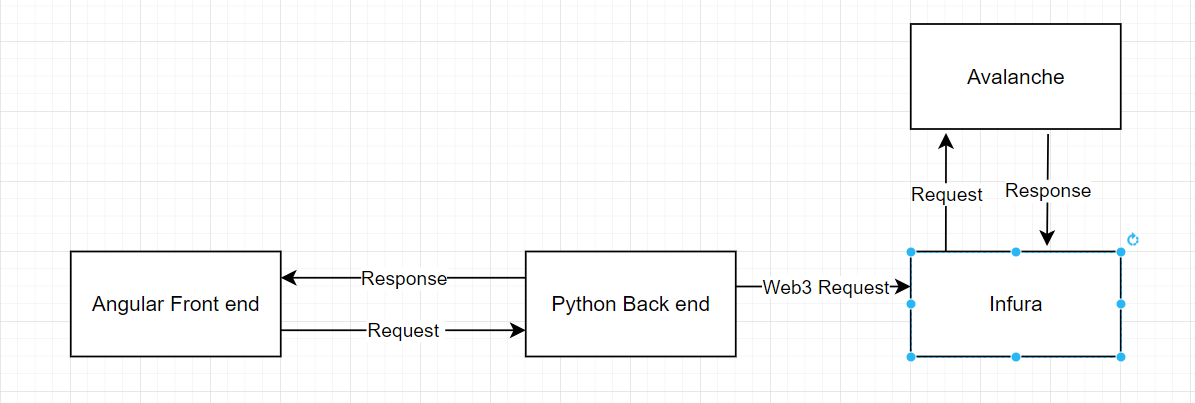 Avalanche
Request
Response
Angular Front end
Response
Request
Python Back end
Web3 Request
Infura